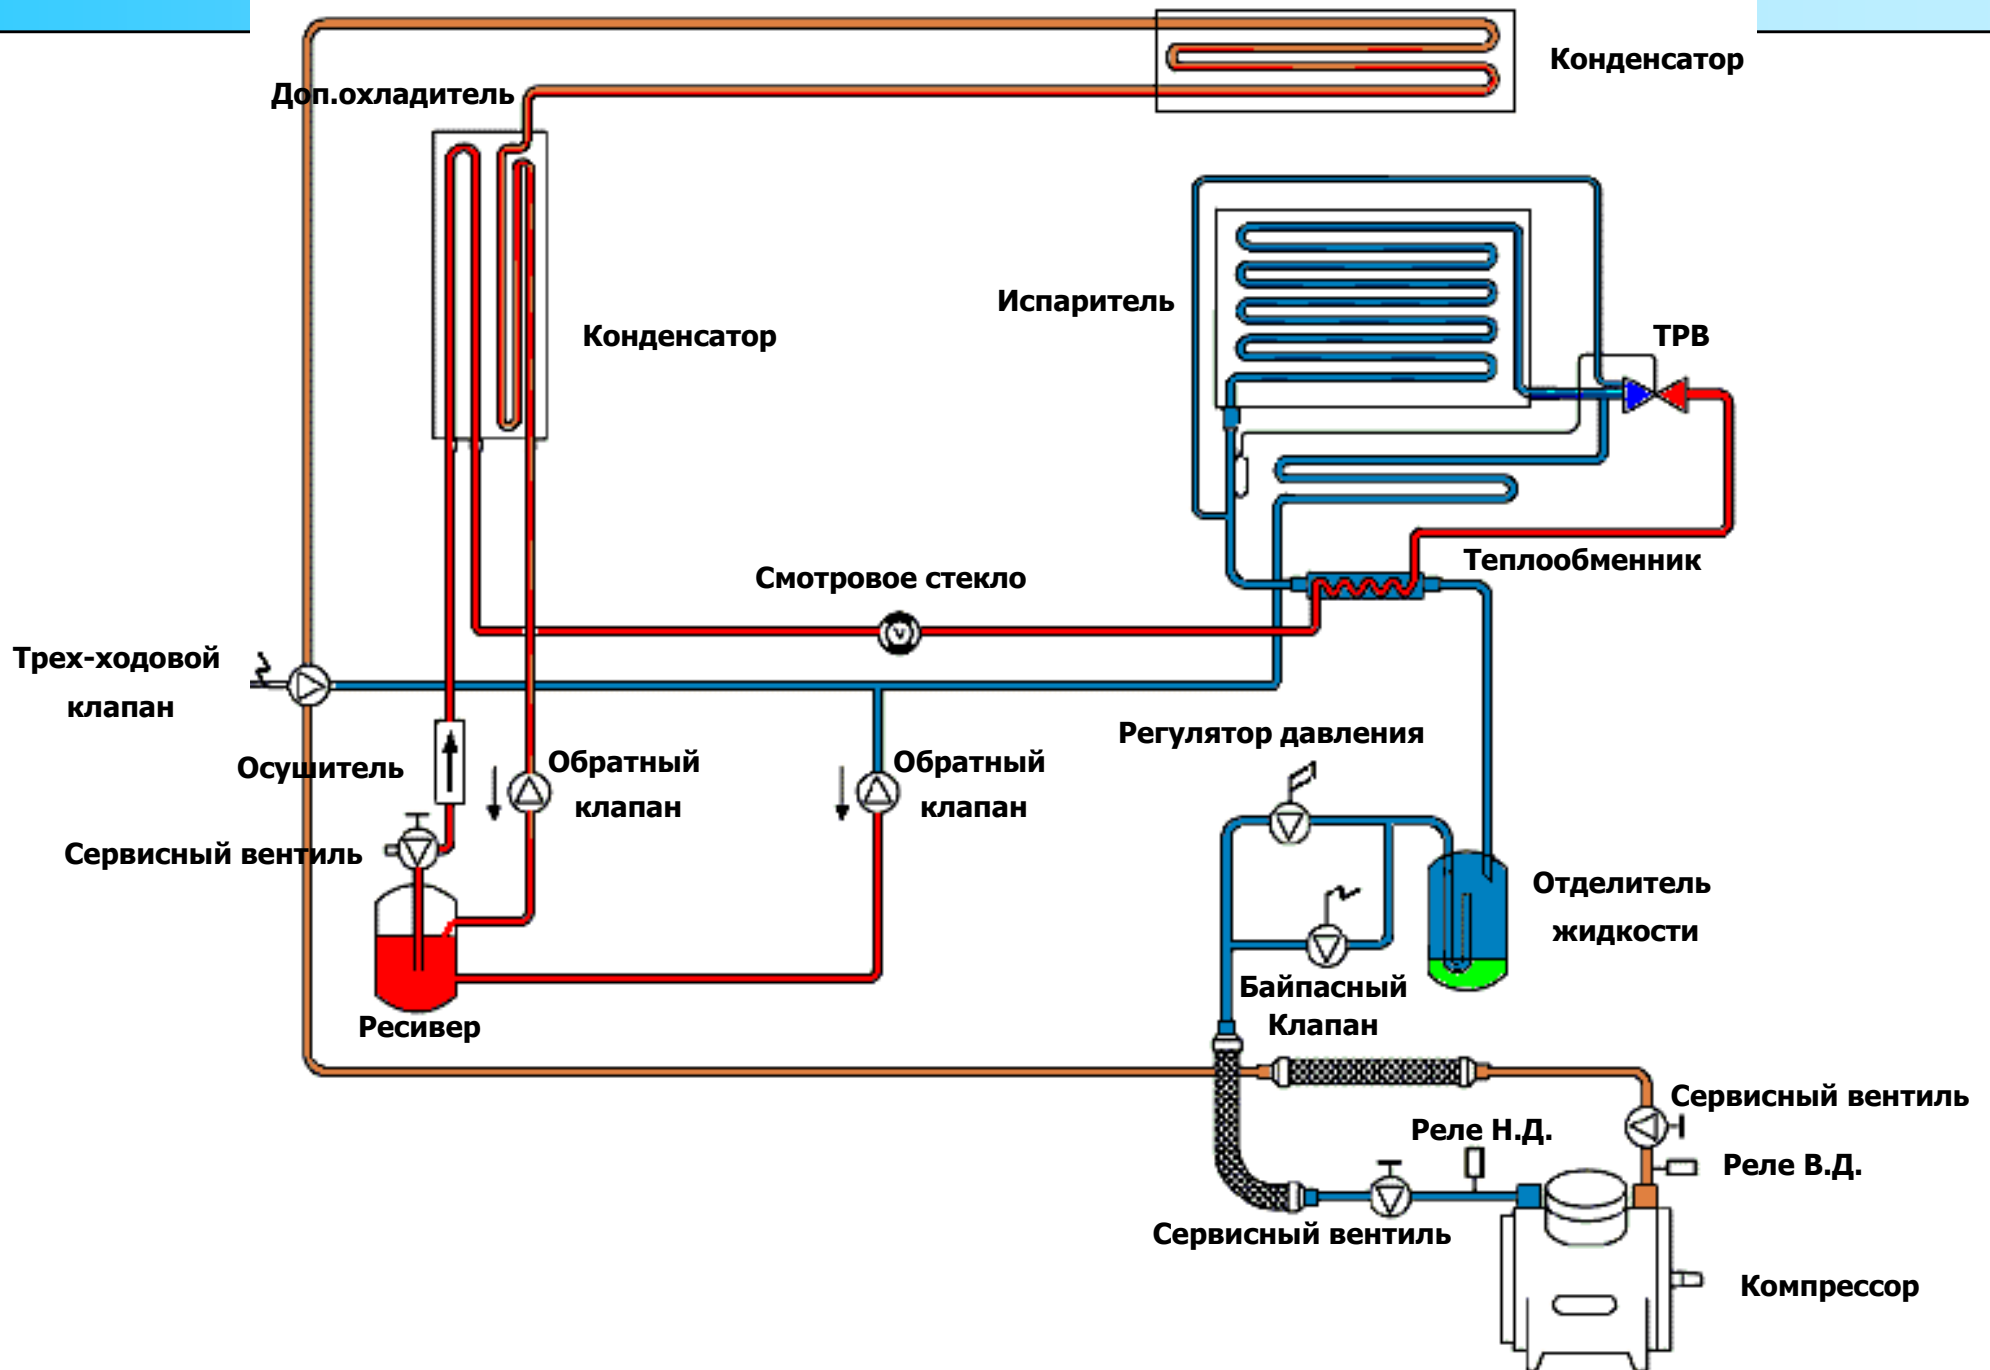 Конденсатор
Доп.охладитель
Испаритель
Конденсатор
ТРВ
Теплообменник
Смотровое стекло
Трех-ходовой
клапан
Регулятор давления
Осушитель
Обратный
клапан
Обратный
клапан
Сервисный вентиль
Отделитель
жидкости
Байпасный
Клапан
Ресивер
Сервисный вентиль
Реле Н.Д.
Реле В.Д.
Сервисный вентиль
Компрессор